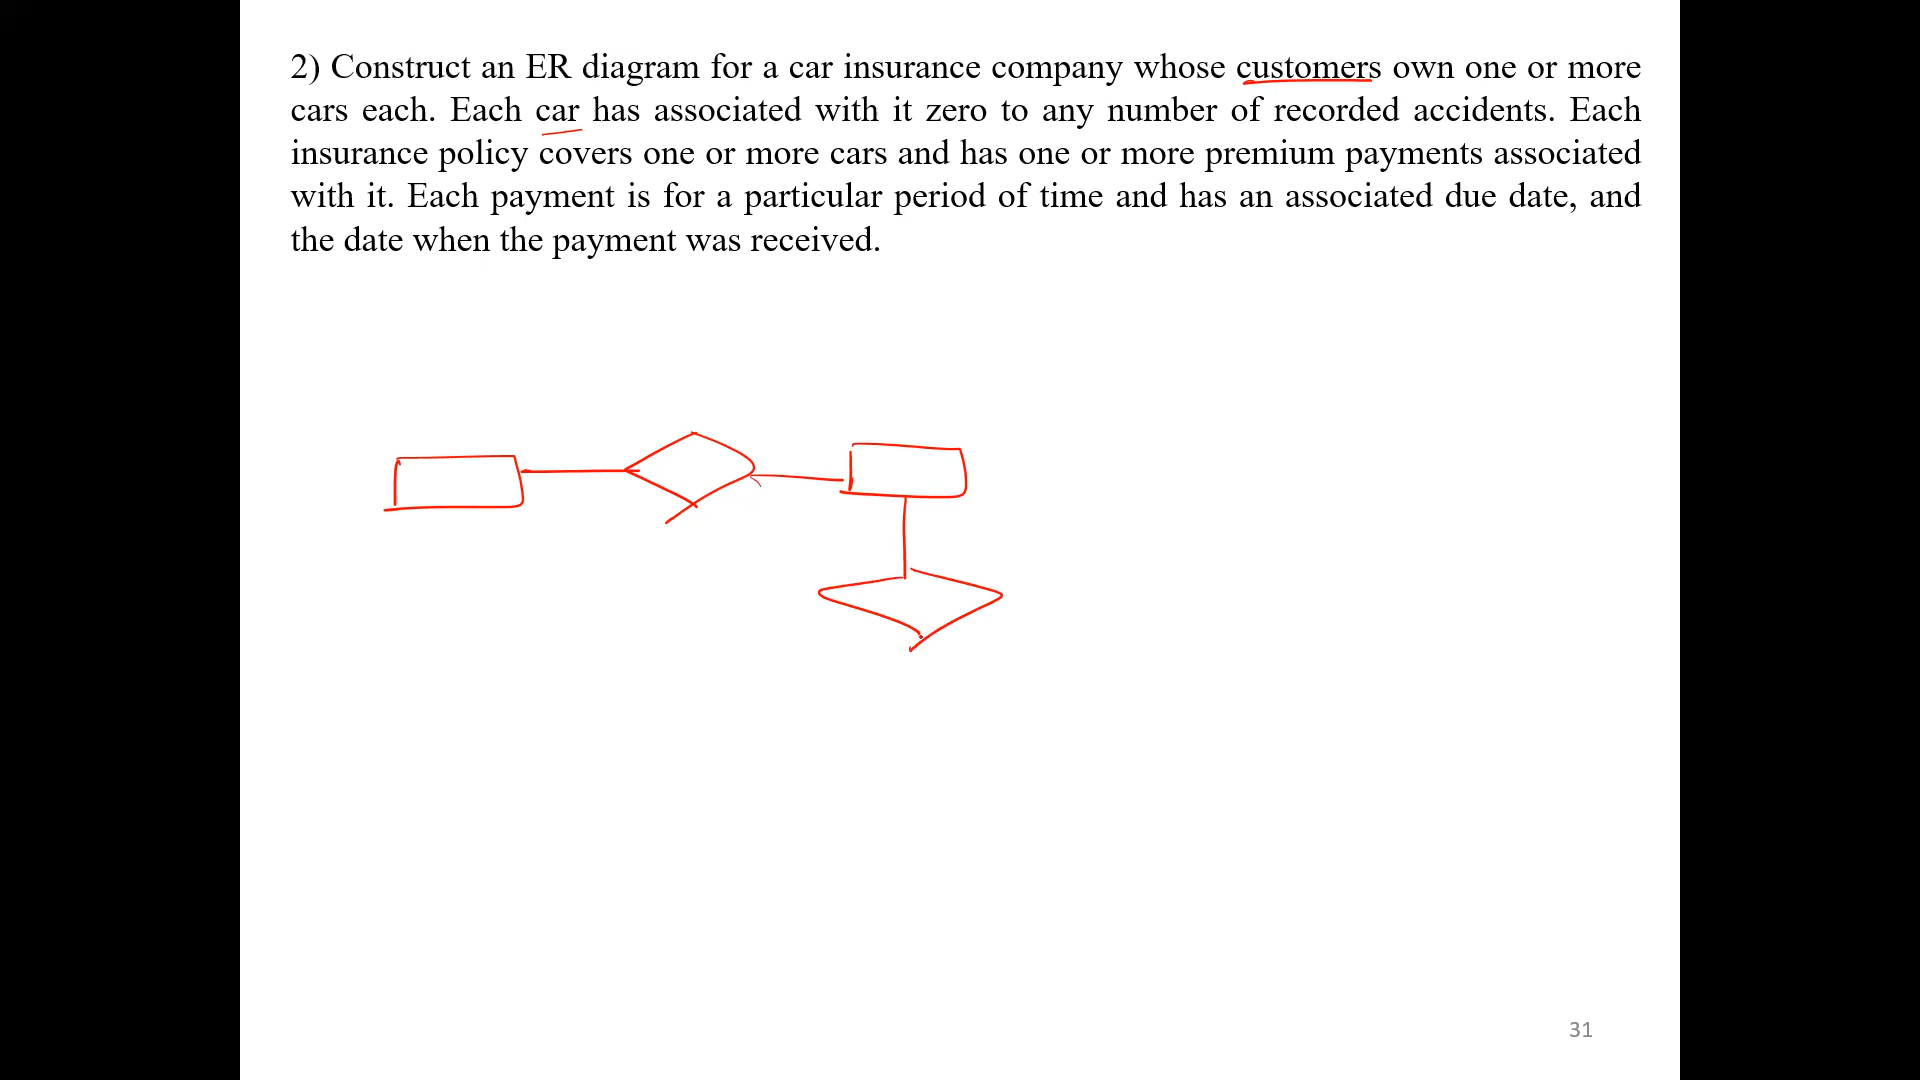 2) Construct an ER diagram for a car insurance company whose customers own one or more
cars each. Each car has associated with it zero to any number of recorded accidents. Each
insurance policy covers one or more cars and has one or more premium payments associated
with it. Each payment is for a particular period of time and has an associated due date, and
the date when the payment was received.
31